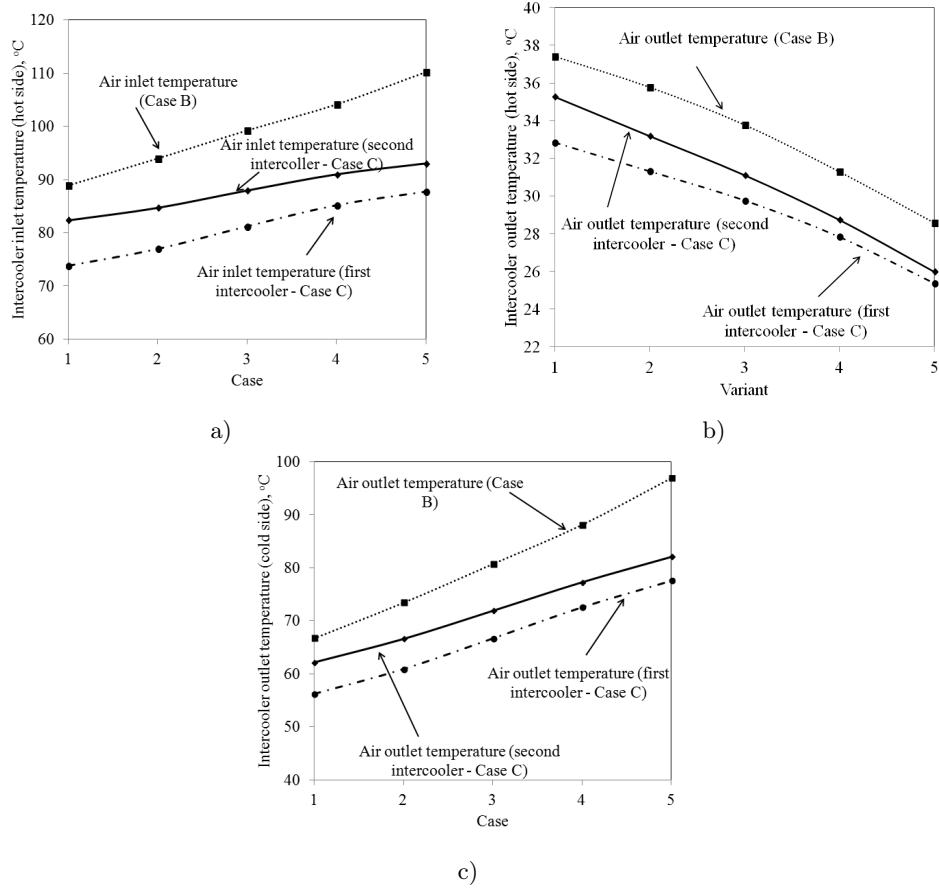 120
110
100
90
80
70
60
Intercooler inlet temperature (hot side), °C
Air inlet temperature
(Case B)
Air inlet temperature (second
intercoller - Case C)
Air inlet temperature (first
intercooler - Case C)
1 2 3 4 5
Case
a)
38
36
34
32
30
28
26
24
22
Intercooler outlet temperature (hot side), °C
Air outlet temperature (Case B)
Air outlet temperature (second
intercooler - Case C)
Air outlet temperature (first
intercooler - Case C)
1 2 3 4 5
Variant
b)
100
90
80
70
60
50
40
Intercooler outlet temperature (cold side), °C
Air outlet temperature (Case
B)
Air outlet temperature (first
intercooler - Case C)
Air outlet temperature (second
intercooler - Case C)
1 2 3 4 5
Case
c)